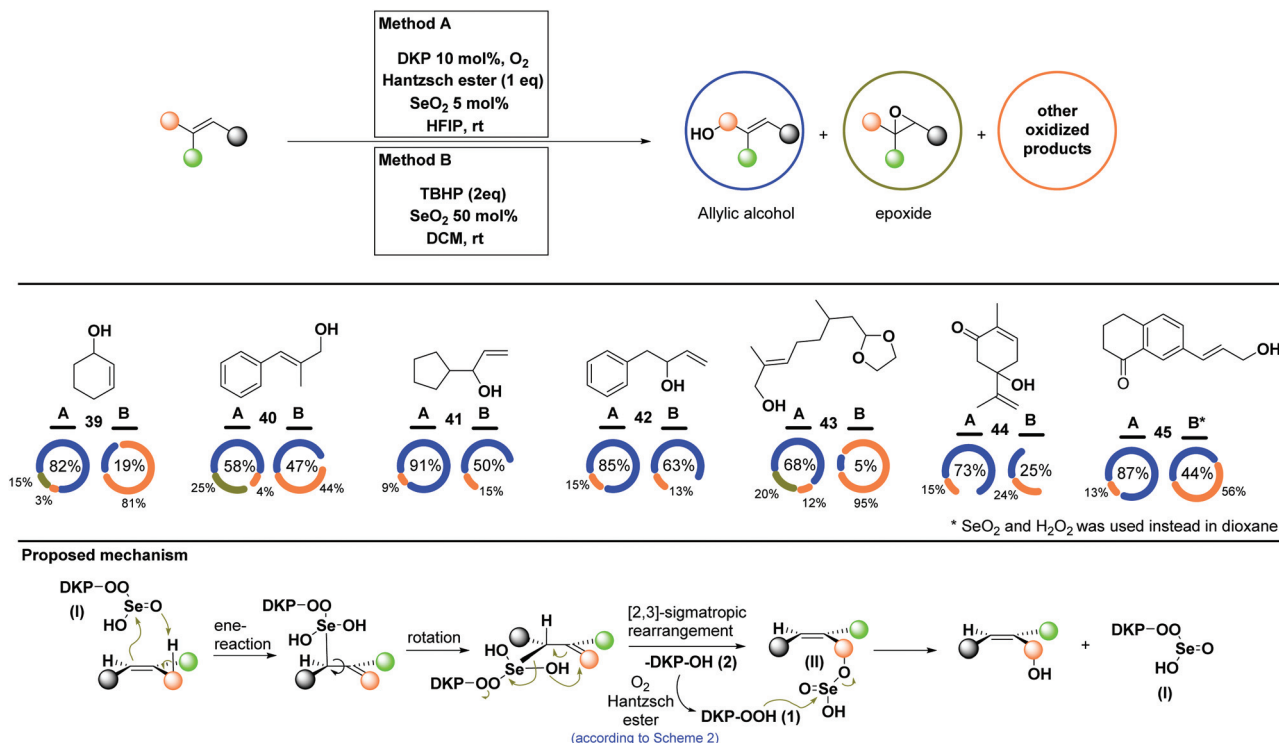 Method A
DKP 10 mol%, O2
Hantzsch ester (1 eq)
SeO2 5 mol%
HFIP, rt
Method B
TBHP (2eq)
SeO2 50 mol%
DCM, rt
HO
+
O
+
other
oxidized
products
Allylic alcohol
epoxide
OH
A 39 B
82%
19%
15%
3%
81%
OH
A 40 B
58%
47%
25%
4%
44%
OH
A 41 B
91%
50%
9%
15%
OH
A 42 B
85%
63%
15%
13%
O
O
HO
A 43 B
68%
5%
20%
12%
95%
O
OH
A 44 B
73%
25%
15%
24%
OH
O
A 45 B*
87%
44%
13%
56%
* SeO2 and H2O2 was used instead in dioxane
Proposed mechanism
DKP-OO
(I)
Se=O
HO
H
H
ene-
reaction
DKP-OO
HO
Se
OH
H
rotation
H
HO
Se
OH
DKP-OO
[2,3]-sigmatropic
rearrangement
-DKP-OH (2)
O2
Hantzsch
ester
(according to Scheme 2)
DKP-OOH (1)
H
(II)
O
O=Se
OH
H
OH
+
DKP-OO
Se=O
HO
(I)